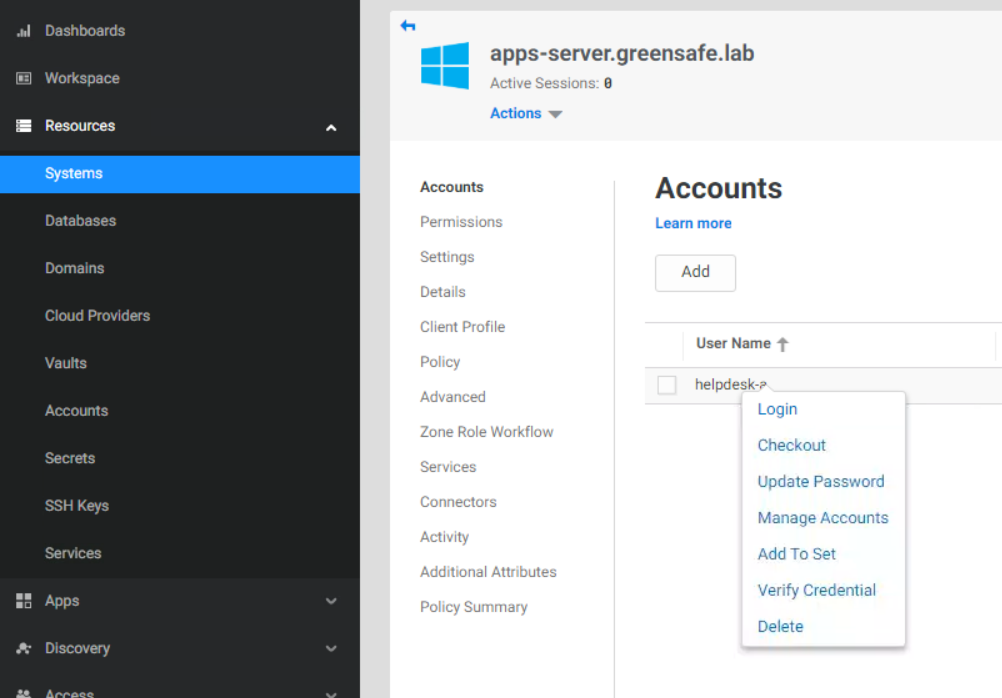 Dashboards
Workspace
Resources
Systems
Databases
Domains
Cloud Providers
Vaults
Accounts
Secrets
SSH Keys
Services
Apps
Discovery
Access
apps-server.greensafe.lab
Active Sessions: 0
Actions
Accounts
Permissions
Settings
Details
Client Profile
Policy
Advanced
Zone Role Workflow
Services
Connectors
Activity
Additional Attributes
Policy Summary
Accounts
Learn more
Add
User Name
helpdesk-a
Login
Checkout
Update Password
Manage Accounts
Add To Set
Verify Credential
Delete